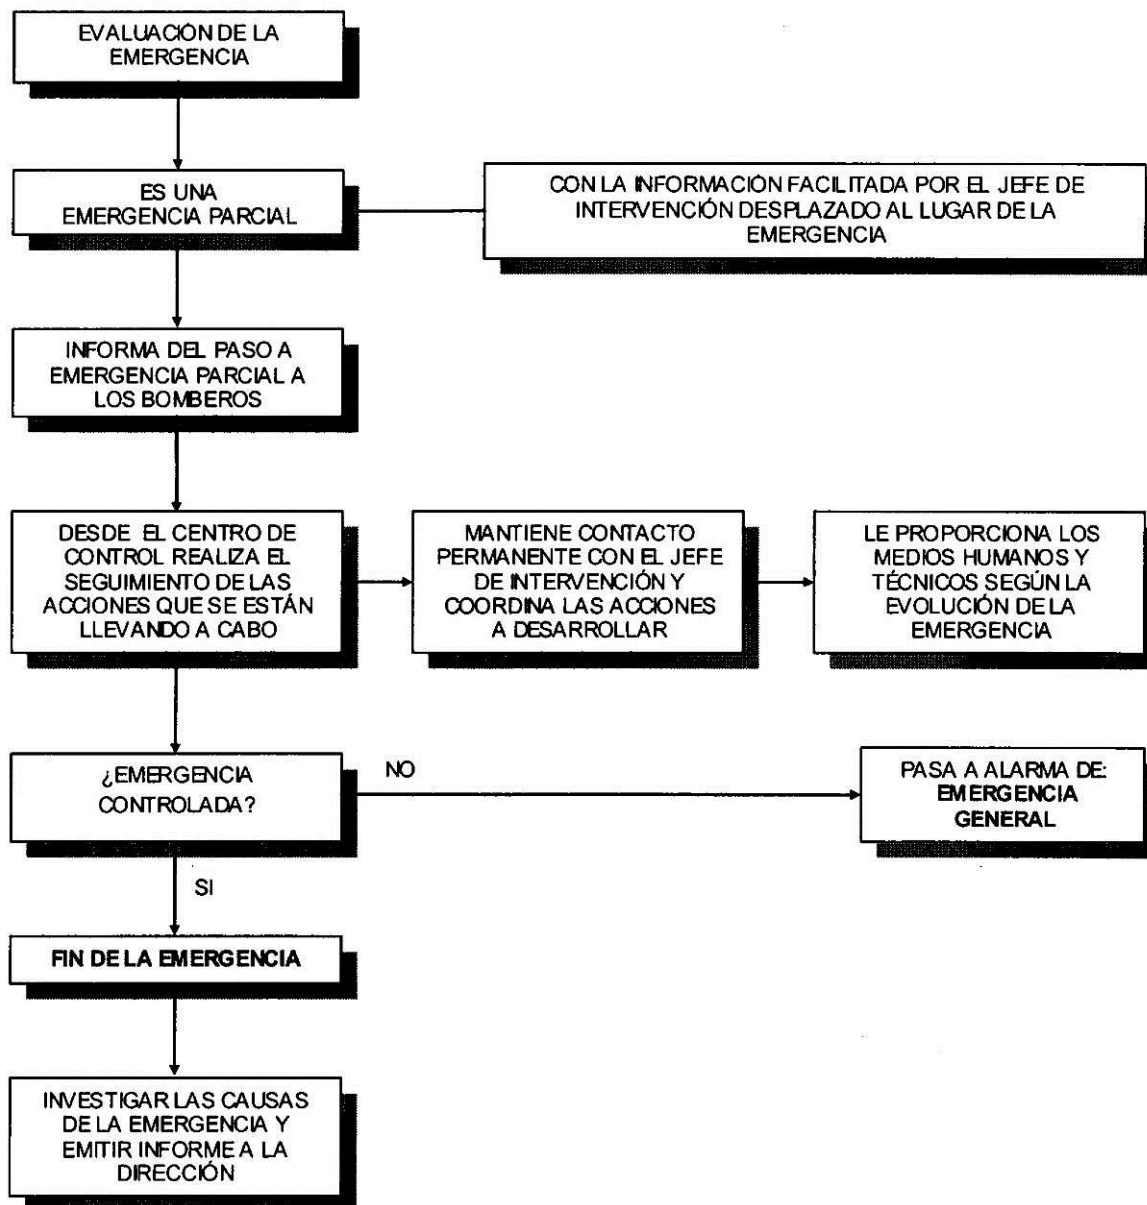 EVALUACIÓN DE LA
EMERGENCIA
ES UNA
EMERGENCIA PARCIAL
CON LA INFORMACIÓN FACILITADA POR EL JEFE DE
INTERVENCIÓN DESPLAZADO AL LUGAR DE LA
EMERGENCIA
INFORMA DEL PASO A
EMERGENCIA PARCIAL A
LOS BOMBEROS
DESDE EL CENTRO DE
CONTROL REALIZA EL
SEGUIMIENTO DE LAS
ACCIONES QUE SE ESTÁN
LLEVANDO A CABO
MANTIENE CONTACTO
PERMANENTE CON EL JEFE
DE INTERVENCIÓN Y
COORDINA LAS ACCIONES
A DESARROLLAR
LE PROPORCIONA LOS
MEDIOS HUMANOS Y
TÉCNICOS SEGÚN LA
EVOLUCIÓN DE LA
EMERGENCIA
¿EMERGENCIA
CONTROLADA?
NO
PASA A ALARMA DE:
EMERGENCIA
GENERAL
SI
FIN DE LA EMERGENCIA
INVESTIGAR LAS CAUSAS
DE LA EMERGENCIA Y
EMITIR INFORME A LA
DIRECCIÓN